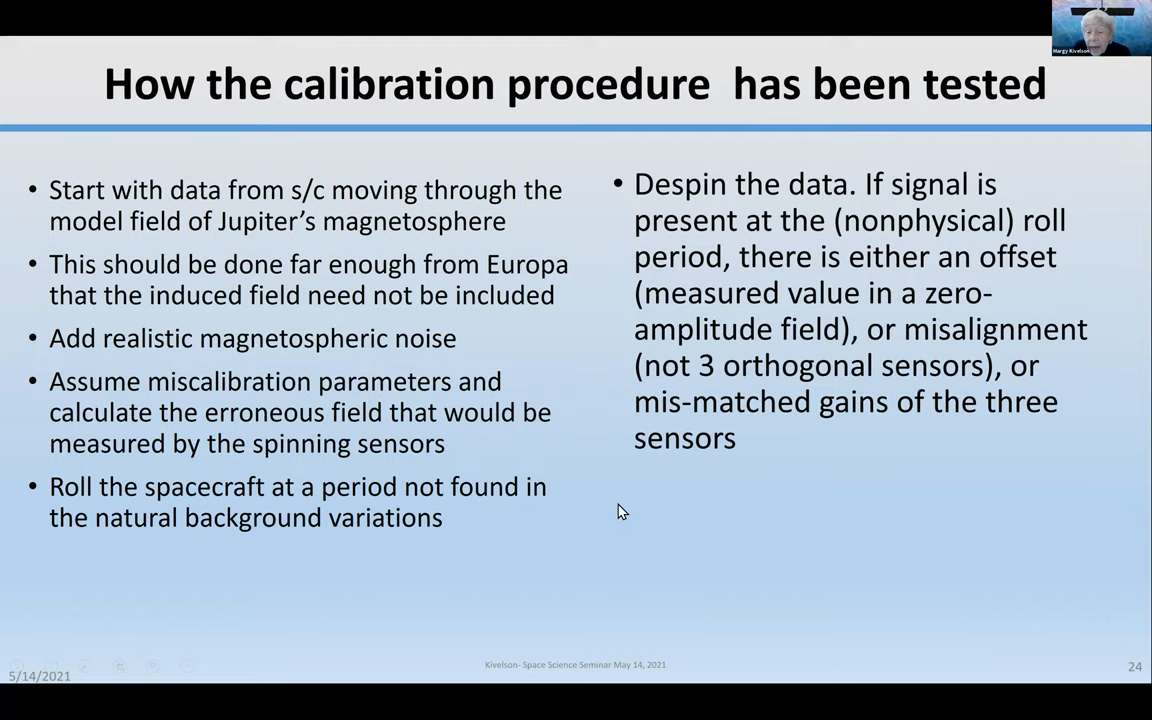 Margy Kivelson
How the calibration procedure has been tested
• Start with data from s/c moving through the
model field of Jupiter’s magnetosphere
• This should be done far enough from Europa
that the induced field need not be included
• Add realistic magnetospheric noise
• Assume miscalibration parameters and
calculate the erroneous field that would be
measured by the spinning sensors
• Roll the spacecraft at a period not found in
the natural background variations
• Despin the data. If signal is
present at the (nonphysical) roll
period, there is either an offset
(measured value in a zero-
amplitude field), or misalignment
(not 3 orthogonal sensors), or
mis-matched gains of the three
sensors
5/14/2021
Kivelson- Space Science Seminar May 14, 2021
24